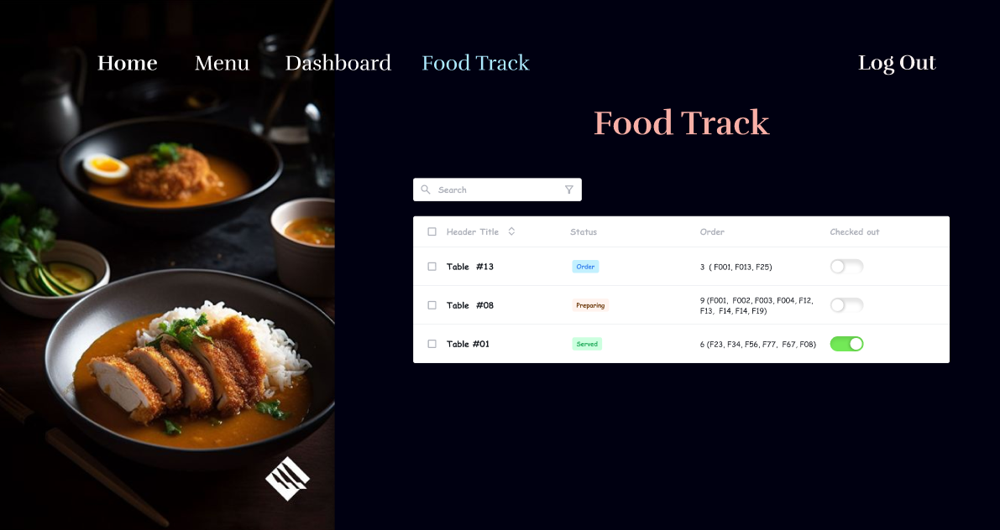 Home Menu Dashboard Food Track Log Out
Food Track
Search
Header Title Status Order Checked out
Table #13 Order 3 ( F001, F013, F25)
Table #08 Preparing 9 (F001, F002, F003, F004, F12,
F13, F14, F14, F19)
Table #01 Served 6 (F23, F34, F56, F77, F67, F08)